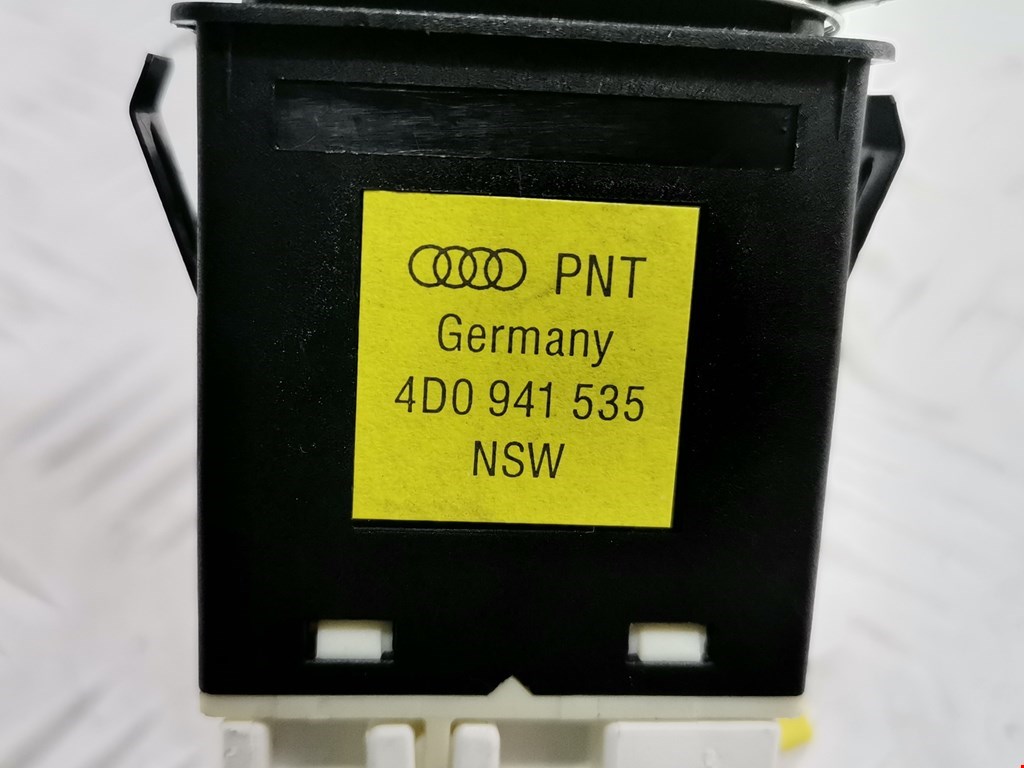 PNT
Germany
4D0 941 535
NSW